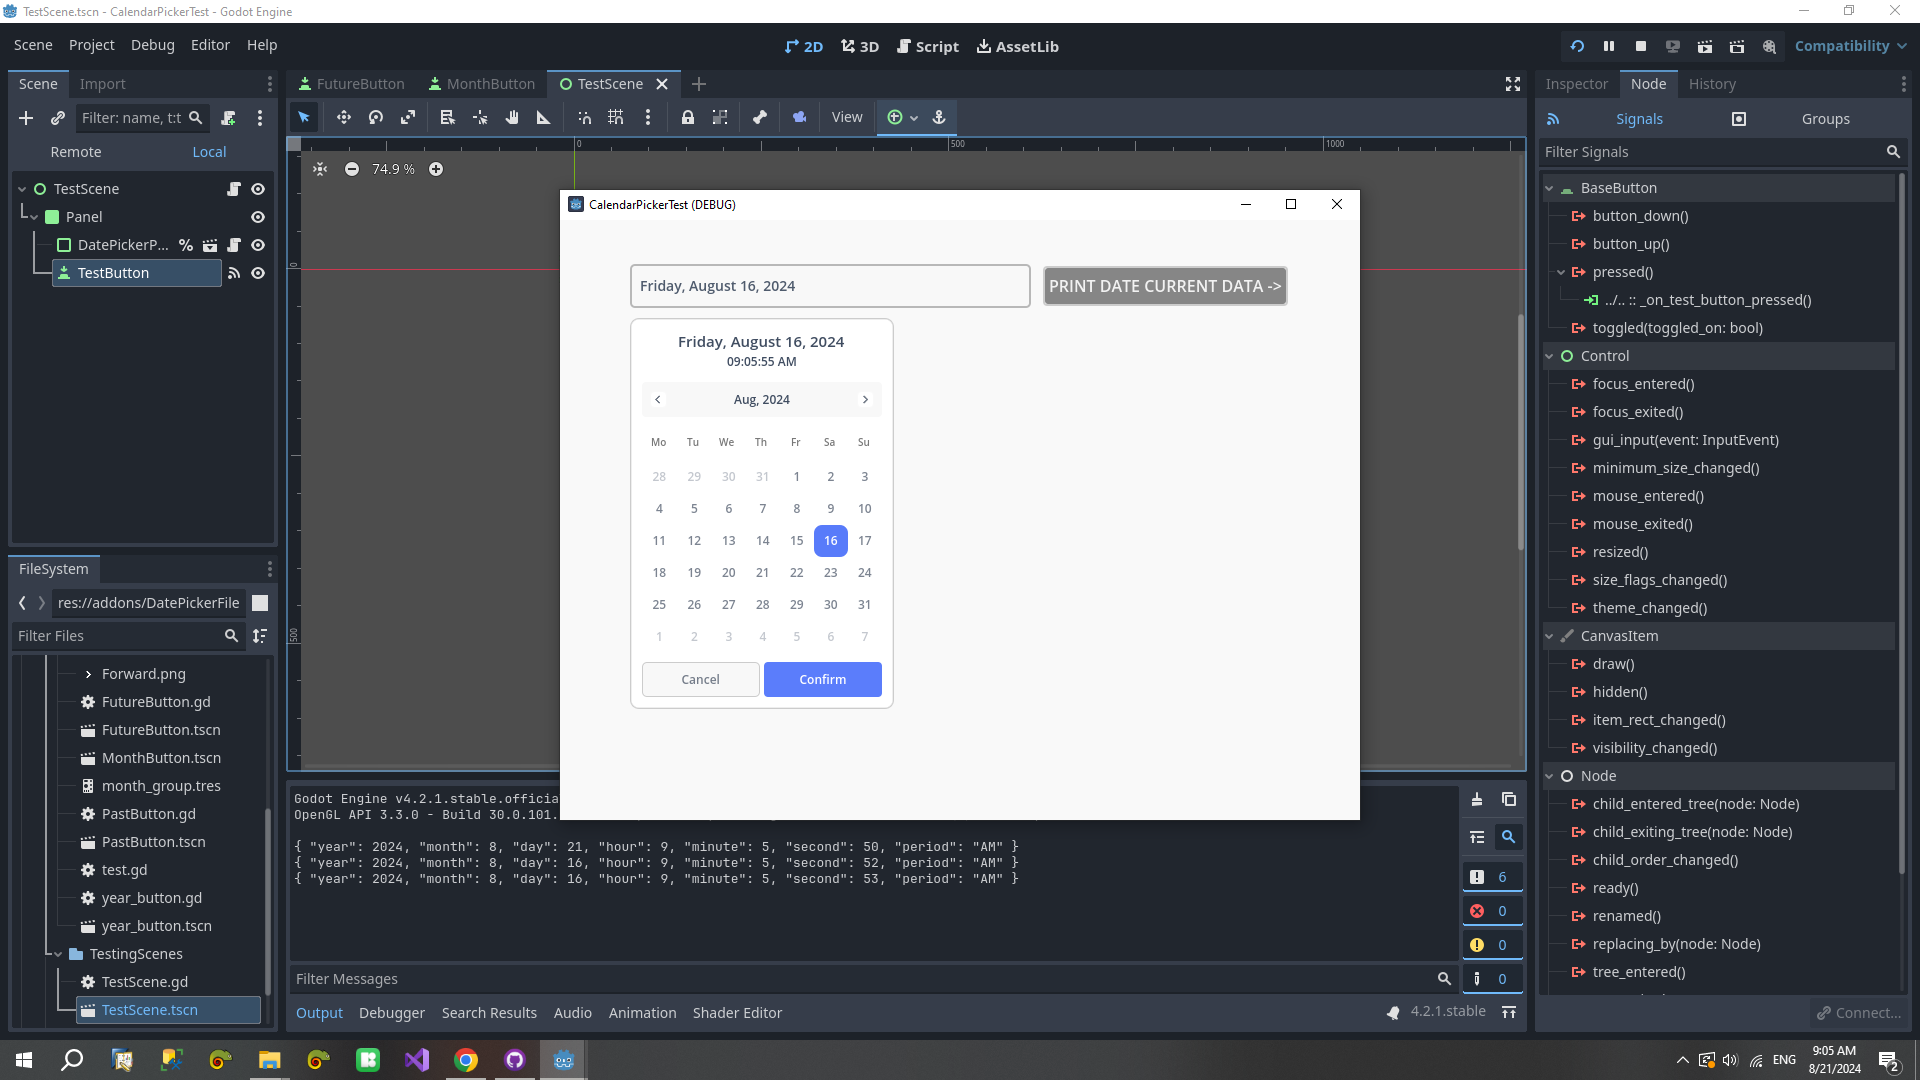 TestScene.tscn - CalendarPickerTest - Godot Engine
Scene Project Debug Editor Help
2D 3D Script AssetLib
Compatibility
Scene Import
Filter: name, t:t
Remote Local
TestScene
Panel
DatePickerP...
TestButton
FileSystem
res://addons/DatePickerFile
Filter Files
Forward.png
FutureButton.gd
FutureButton.tscn
MonthButton.tscn
month_group.tres
PastButton.gd
PastButton.tscn
test.gd
year_button.gd
year_button.tscn
TestingScenes
TestScene.gd
TestScene.tscn
FutureButton MonthButton TestScene
View
0 500 1000
0
500
74.9 %
CalendarPickerTest (DEBUG)
Friday, August 16, 2024
PRINT DATE CURRENT DATA ->
Friday, August 16, 2024
09:05:55 AM
Aug, 2024
Mo Tu We Th Fr Sa Su
28 29 30 31 1 2 3
4 5 6 7 8 9 10
11 12 13 14 15 16 17
18 19 20 21 22 23 24
25 26 27 28 29 30 31
1 2 3 4 5 6 7
Cancel Confirm
Godot Engine v4.2.1.stable.officia
OpenGL API 3.3.0 - Build 30.0.101.
{ "year": 2024, "month": 8, "day": 21, "hour": 9, "minute": 5, "second": 50, "period": "AM" }
{ "year": 2024, "month": 8, "day": 16, "hour": 9, "minute": 5, "second": 52, "period": "AM" }
{ "year": 2024, "month": 8, "day": 16, "hour": 9, "minute": 5, "second": 53, "period": "AM" }
6
0
0
0
Filter Messages
Output Debugger Search Results Audio Animation Shader Editor
4.2.1.stable
Inspector Node History
Signals Groups
Filter Signals
BaseButton
button_down()
button_up()
pressed()
../.. :: _on_test_button_pressed()
toggled(toggled_on: bool)
Control
focus_entered()
focus_exited()
gui_input(event: InputEvent)
minimum_size_changed()
mouse_entered()
mouse_exited()
resized()
size_flags_changed()
theme_changed()
CanvasItem
draw()
hidden()
item_rect_changed()
visibility_changed()
Node
child_entered_tree(node: Node)
child_exiting_tree(node: Node)
child_order_changed()
ready()
renamed()
replacing_by(node: Node)
tree_entered()
Connect...
ENG
9:05 AM
8/21/2024
2